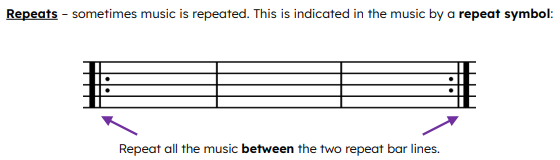 Repeats – sometimes music is repeated. This is indicated in the music by a repeat symbol:
Repeat all the music between the two repeat bar lines.